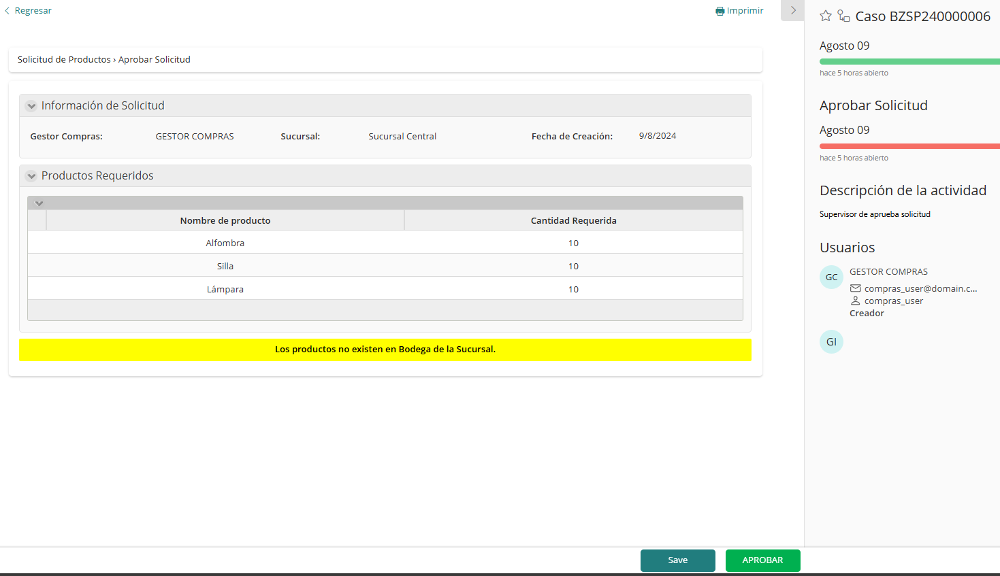 Regresar
Imprimir
Solicitud de Productos › Aprobar Solicitud
Información de Solicitud
Gestor Compras: GESTOR COMPRAS Sucursal: Sucursal Central Fecha de Creación: 9/8/2024
Productos Requeridos
Nombre de producto Cantidad Requerida
Alfombra 10
Silla 10
Lámpara 10
Los productos no existen en Bodega de la Sucursal.
Save APROBAR
Caso BZSP240000006
Agosto 09
hace 5 horas abierto
Aprobar Solicitud
Agosto 09
hace 5 horas abierto
Descripción de la actividad
Supervisor de aprueba solicitud
Usuarios
GC GESTOR COMPRAS
compras_user@domain.c...
compras_user
Creador
GI